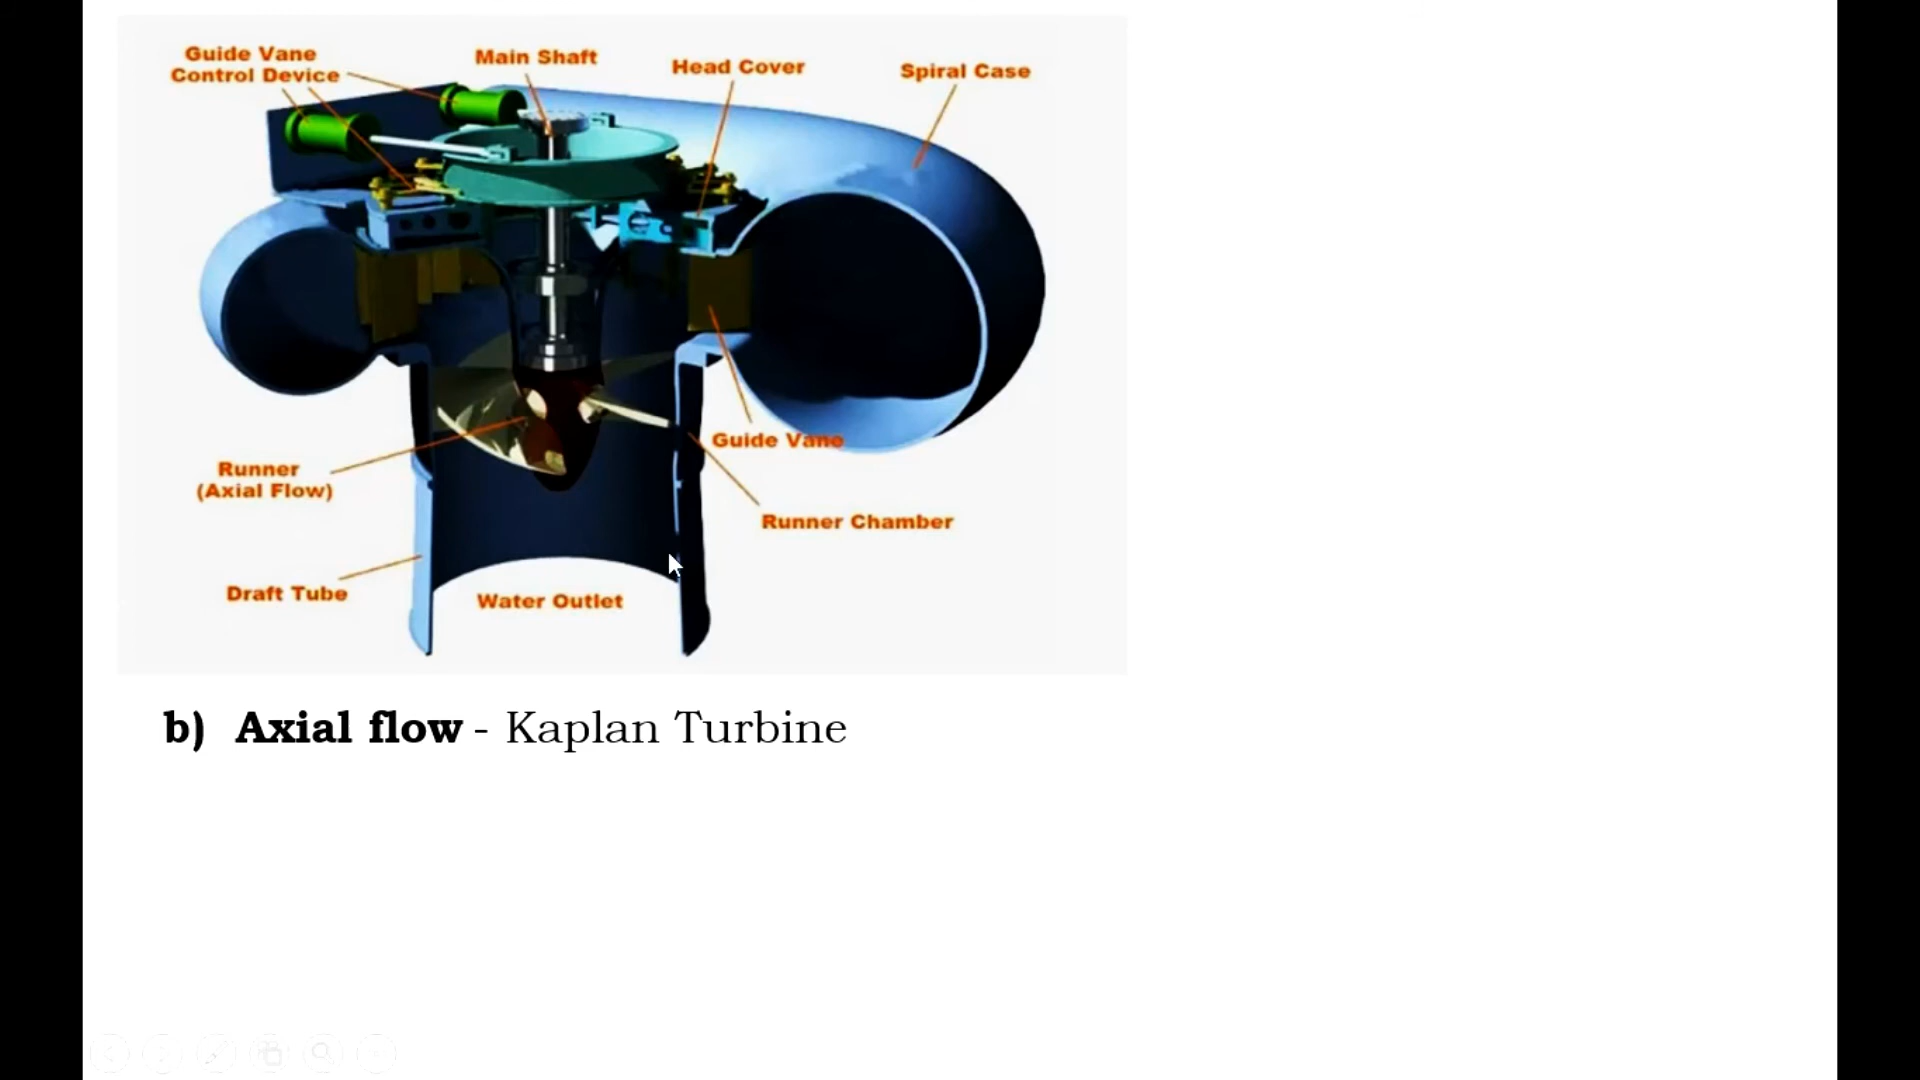 Guide Vane
Control Device
Main Shaft
Head Cover
Spiral Case
Guide Vane
Runner
(Axial Flow)
Runner Chamber
Draft Tube
Water Outlet
b) Axial flow - Kaplan Turbine